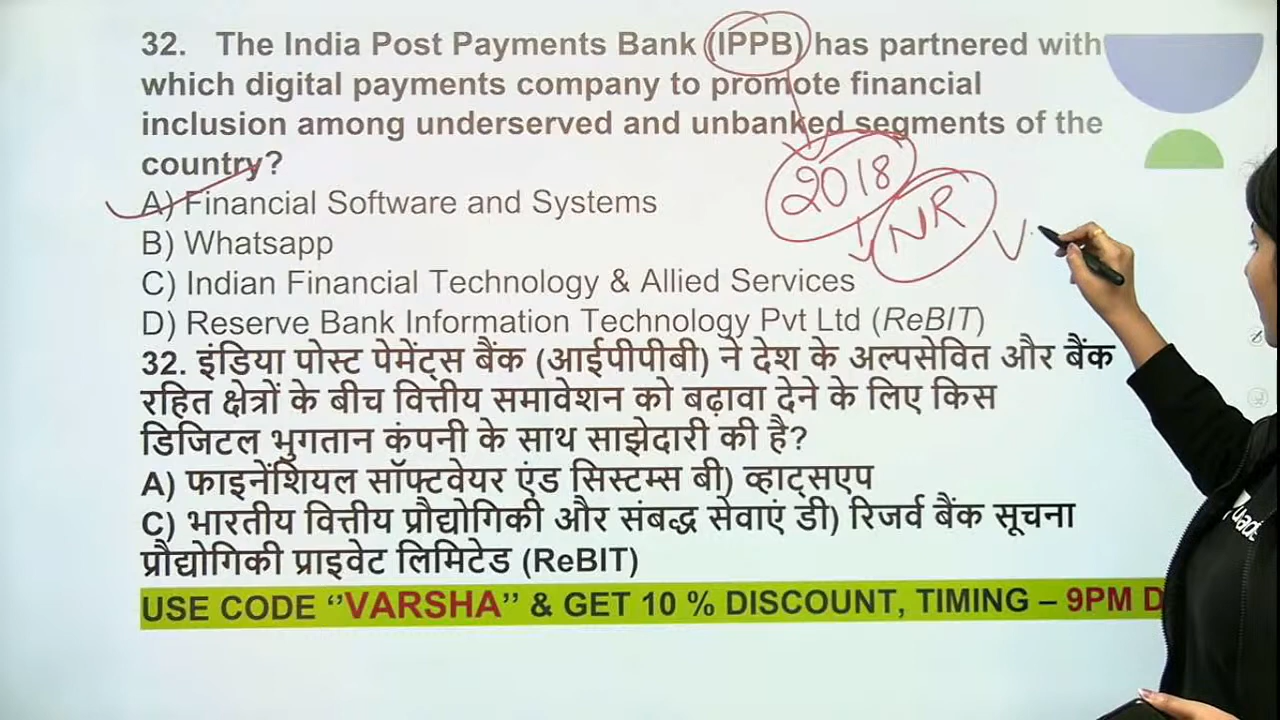 32. The India Post Payments Bank (IPPB) has partnered with
which digital payments company to promote financial
inclusion among underserved and unbanked segments of the
country?
2018
A) Financial Software and Systems
NR
V
B) Whatsapp
C) Indian Financial Technology & Allied Services
D) Reserve Bank Information Technology Pvt Ltd (ReBIT)
32. इंडिया पोस्ट पेमेंट्स बैंक (आईपीपीबी) ने देश के अल्पसेवित और बैंक
रहित क्षेत्रों के बीच वित्तीय समावेशन को बढ़ावा देने के लिए किस
डिजिटल भुगतान कंपनी के साथ साझेदारी की है?
A) फाइनेंशियल सॉफ्टवेयर एंड सिस्टम्स बी) व्हाट्सएप
C) भारतीय वित्तीय प्रौद्योगिकी और संबद्ध सेवाएं डी) रिजर्व बैंक सूचना
प्रौद्योगिकी प्राइवेट लिमिटेड (ReBIT)
USE CODE ‘’VARSHA’’ & GET 10 % DISCOUNT, TIMING – 9PM D